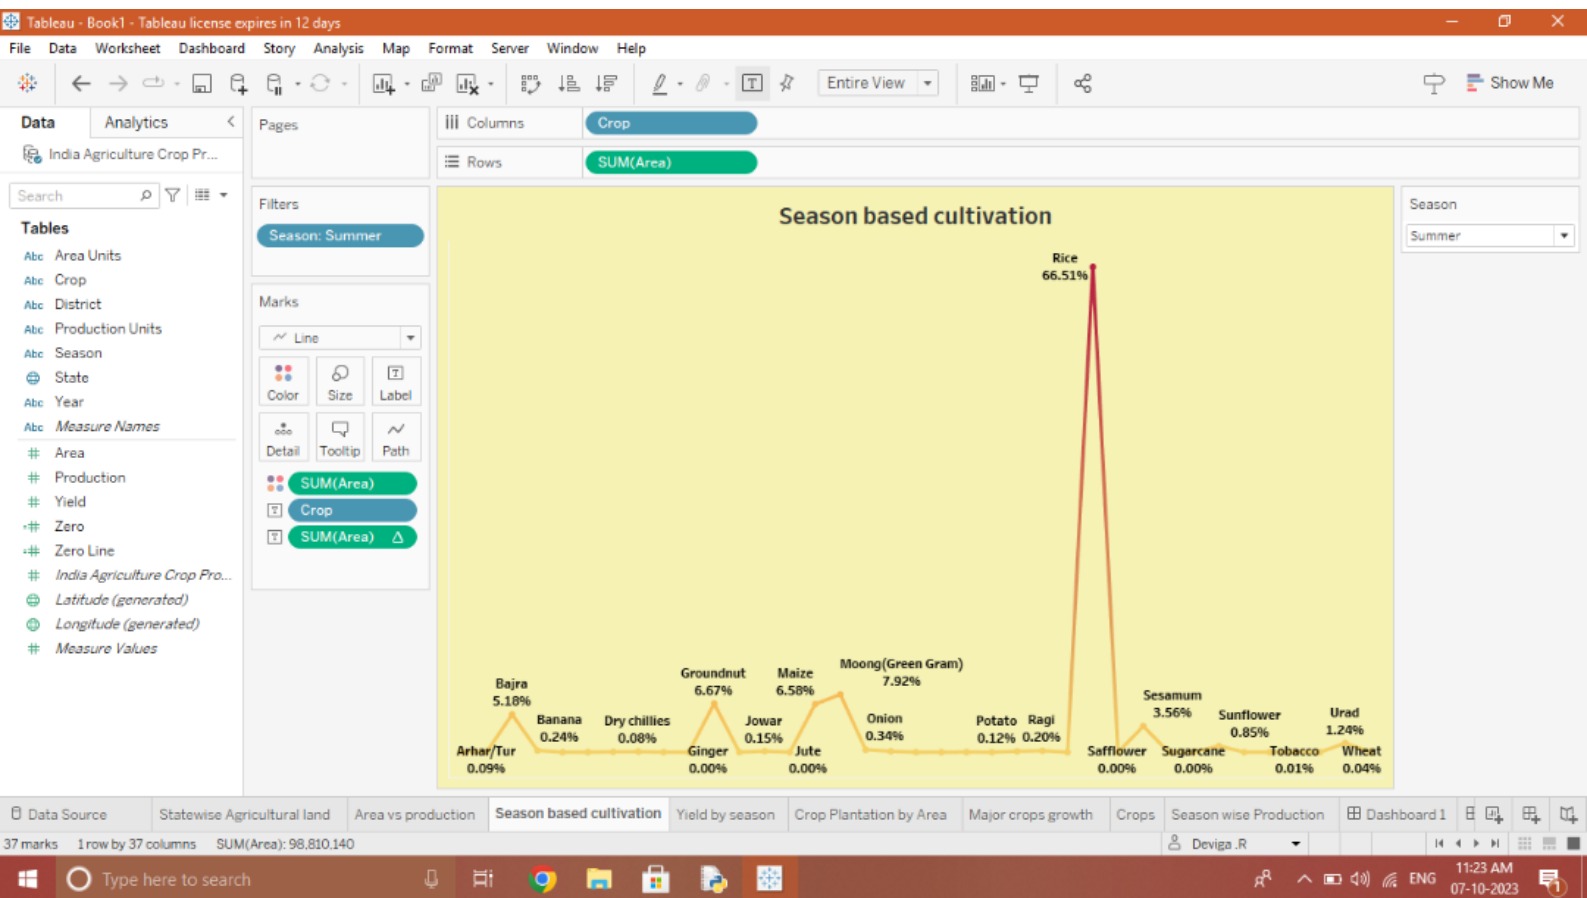 Tableau - Book1 - Tableau license expires in 12 days
File Data Worksheet Dashboard Story Analysis Map Format Server Window Help
Entire View
Show Me
Data Analytics
India Agriculture Crop Pr...
Search
Tables
Abc Area Units
Abc Crop
Abc District
Abc Production Units
Abc Season
State
Abc Year
Abc Measure Names
# Area
# Production
# Yield
=# Zero
=# Zero Line
# India Agriculture Crop Pro...
Latitude (generated)
Longitude (generated)
# Measure Values
Pages
Filters
Season: Summer
Marks
Line
Color Size Label
Detail Tooltip Path
SUM(Area)
Crop
SUM(Area) Δ
Columns Crop
Rows SUM(Area)
Season based cultivation
Rice
66.51%
Moong(Green Gram)
7.92%
Groundnut
6.67%
Maize
6.58%
Bajra
5.18%
Sesamum
3.56%
Banana
0.24%
Dry chillies
0.08%
Jowar
0.15%
Onion
0.34%
Potato
0.12%
Ragi
0.20%
Sunflower
0.85%
Urad
1.24%
Arhar/Tur
0.09%
Ginger
0.00%
Jute
0.00%
Safflower
0.00%
Sugarcane
0.00%
Tobacco
0.01%
Wheat
0.04%
Season
Summer
Data Source Statewise Agricultural land Area vs production Season based cultivation Yield by season Crop Plantation by Area Major crops growth Crops Season wise Production Dashboard 1
37 marks 1 row by 37 columns SUM(Area): 98,810,140
Deviga .R
Type here to search
ENG
11:23 AM
07-10-2023
1